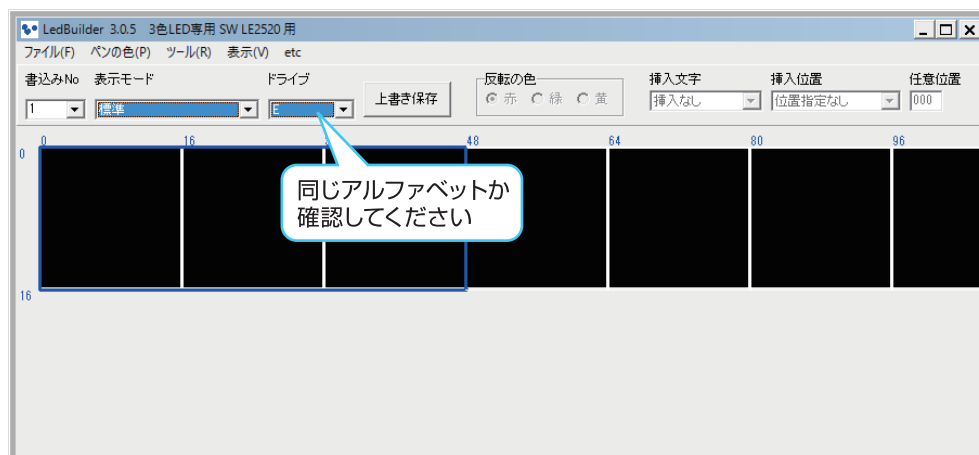 LedBuilder 3.0.5 3色LED専用 SW LE2520 用
ファイル(F) ペンの色(P) ツール(R) 表示(V) etc
書込みNo 表示モード ドライブ 反転の色 挿入文字 挿入位置 任意位置
1 標準 E 上書き保存 赤 緑 黄 挿入なし 位置指定なし 000
0 16 48 64 80 96
0
同じアルファベットか
確認してください
16